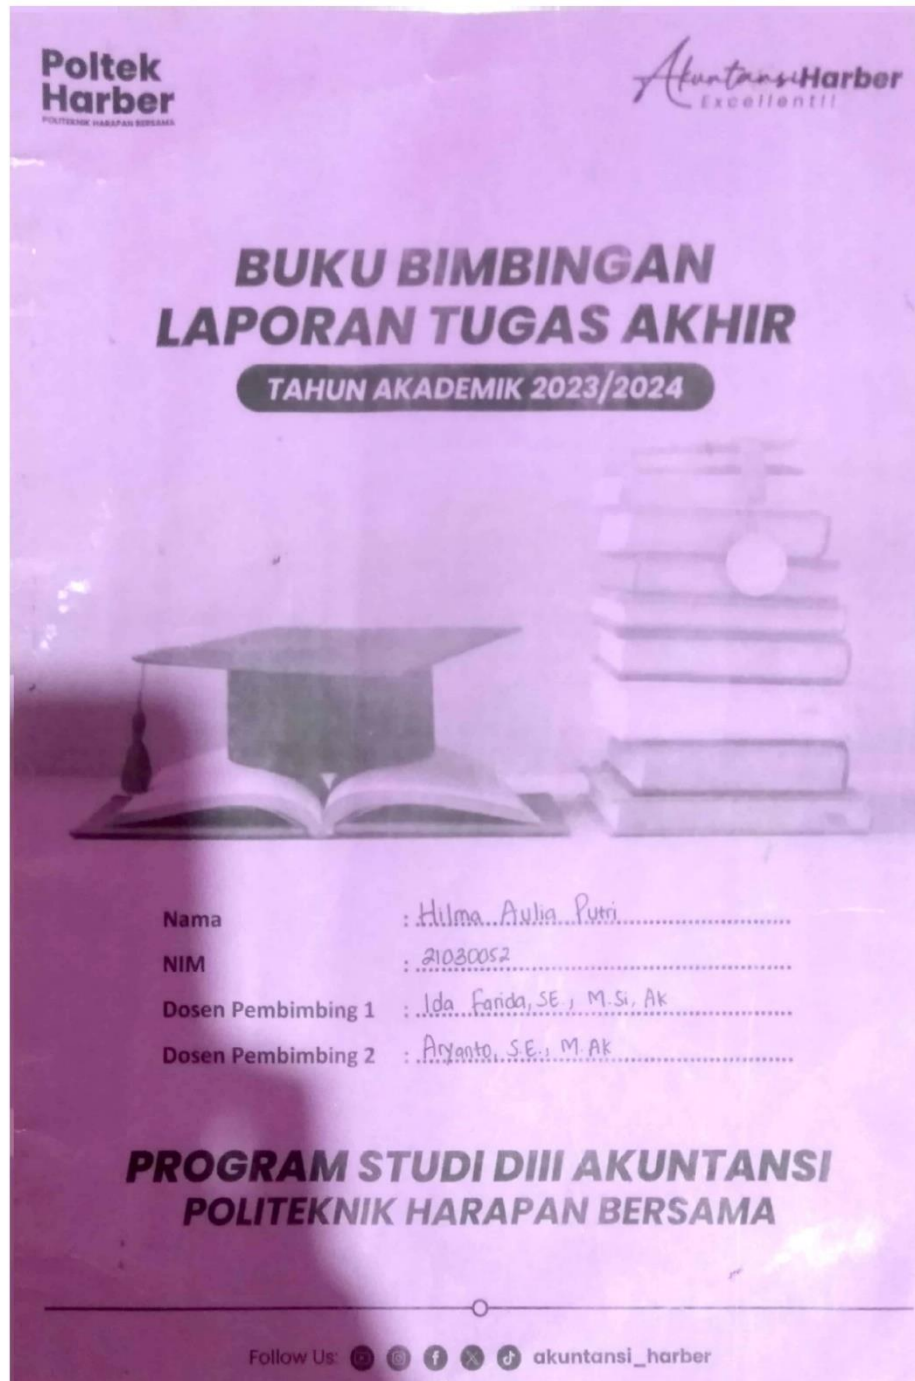 Poltek
Harber
POLITEKNIK HARAPAN BERSAMA
AkuntansiHarber
Excellent!!
BUKU BIMBINGAN
LAPORAN TUGAS AKHIR
TAHUN AKADEMIK 2023/2024
Nama : Hilma Aulia Putri
NIM : 21030052
Dosen Pembimbing 1 : Ida Farida, SE., M.Si, Ak
Dosen Pembimbing 2 : Aryanto, S.E., M.AK
PROGRAM STUDI DIII AKUNTANSI
POLITEKNIK HARAPAN BERSAMA
Follow Us: akuntansi_harber